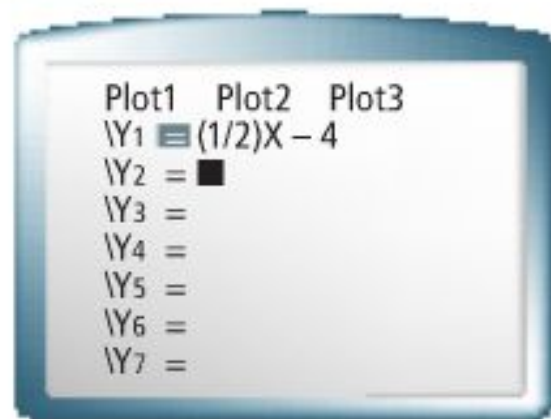 Plot1 Plot2 Plot3
\Y1 = (1/2)X – 4
\Y2 =
\Y3 =
\Y4 =
\Y5 =
\Y6 =
\Y7 =